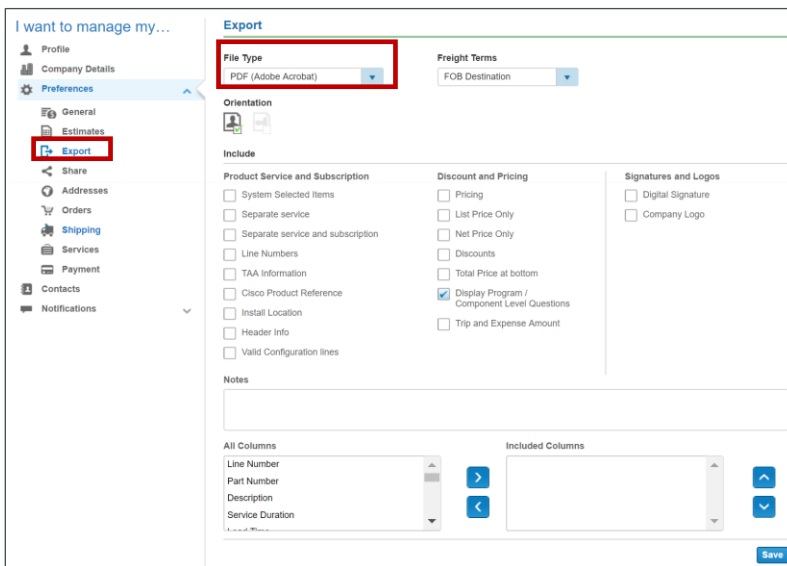 I want to manage my…
Profile
Company Details
Preferences
General
Estimates
Export
Share
Addresses
Orders
Shipping
Services
Payment
Contacts
Notifications
Export
File Type
PDF (Adobe Acrobat)
Freight Terms
FOB Destination
Orientation
Include
Product Service and Subscription
System Selected Items
Separate service
Separate service and subscription
Line Numbers
TAA Information
Cisco Product Reference
Install Location
Header Info
Valid Configuration lines
Discount and Pricing
Pricing
List Price Only
Net Price Only
Discounts
Total Price at bottom
Display Program /
Component Level Questions
Trip and Expense Amount
Signatures and Logos
Digital Signature
Company Logo
Notes
All Columns
Line Number
Part Number
Description
Service Duration
Lead Time
Included Columns
Save